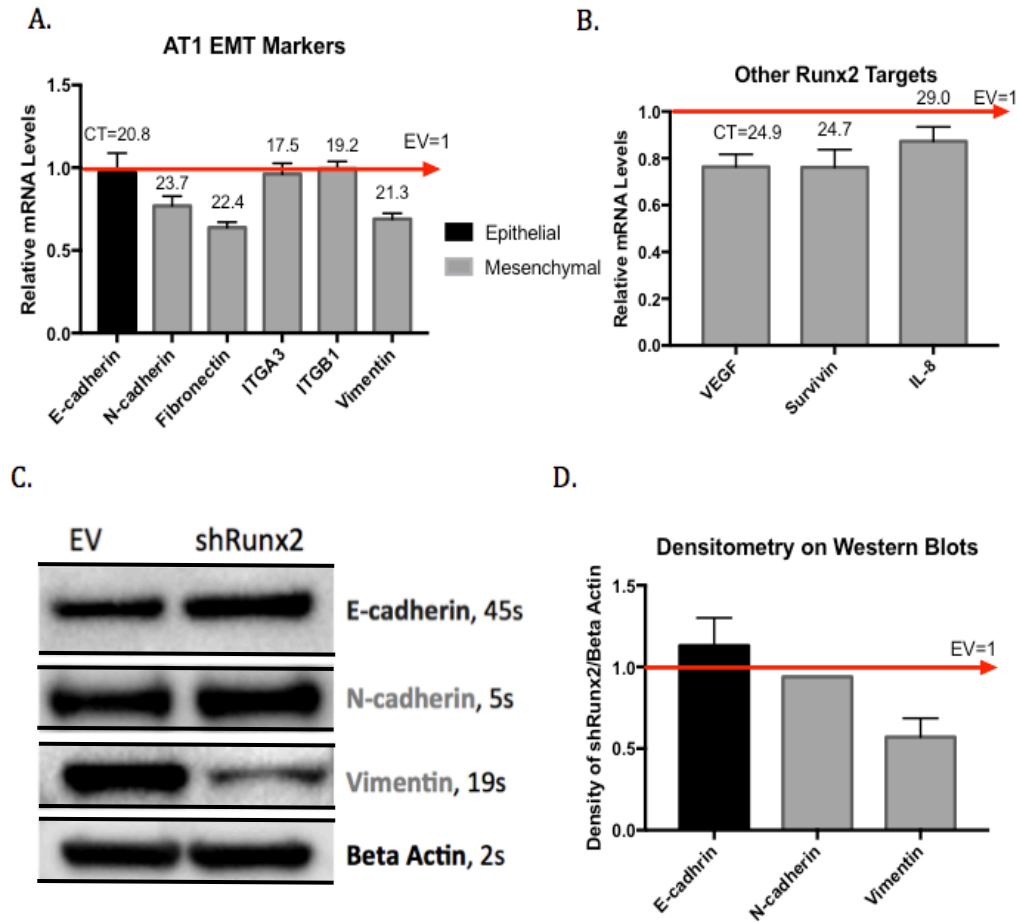 A.
AT1 EMT Markers
Relative mRNA Levels
1.5
1.0
0.5
0.0
CT=20.8
23.7
22.4
17.5
19.2
21.3
EV=1
E-cadherin
N-cadherin
Fibronectin
ITGA3
ITGB1
Vimentin
Epithelial
Mesenchymal
B.
Other Runx2 Targets
Relative mRNA Levels
1.0
0.8
0.6
0.4
0.2
0.0
CT=24.9
24.7
29.0
EV=1
VEGF
Survivin
IL-8
C.
EV shRunx2
E-cadherin, 45s
N-cadherin, 5s
Vimentin, 19s
Beta Actin, 2s
D.
Densitometry on Western Blots
Density of shRunx2/Beta Actin
1.5
1.0
0.5
0.0
EV=1
E-cadhrin
N-cadherin
Vimentin